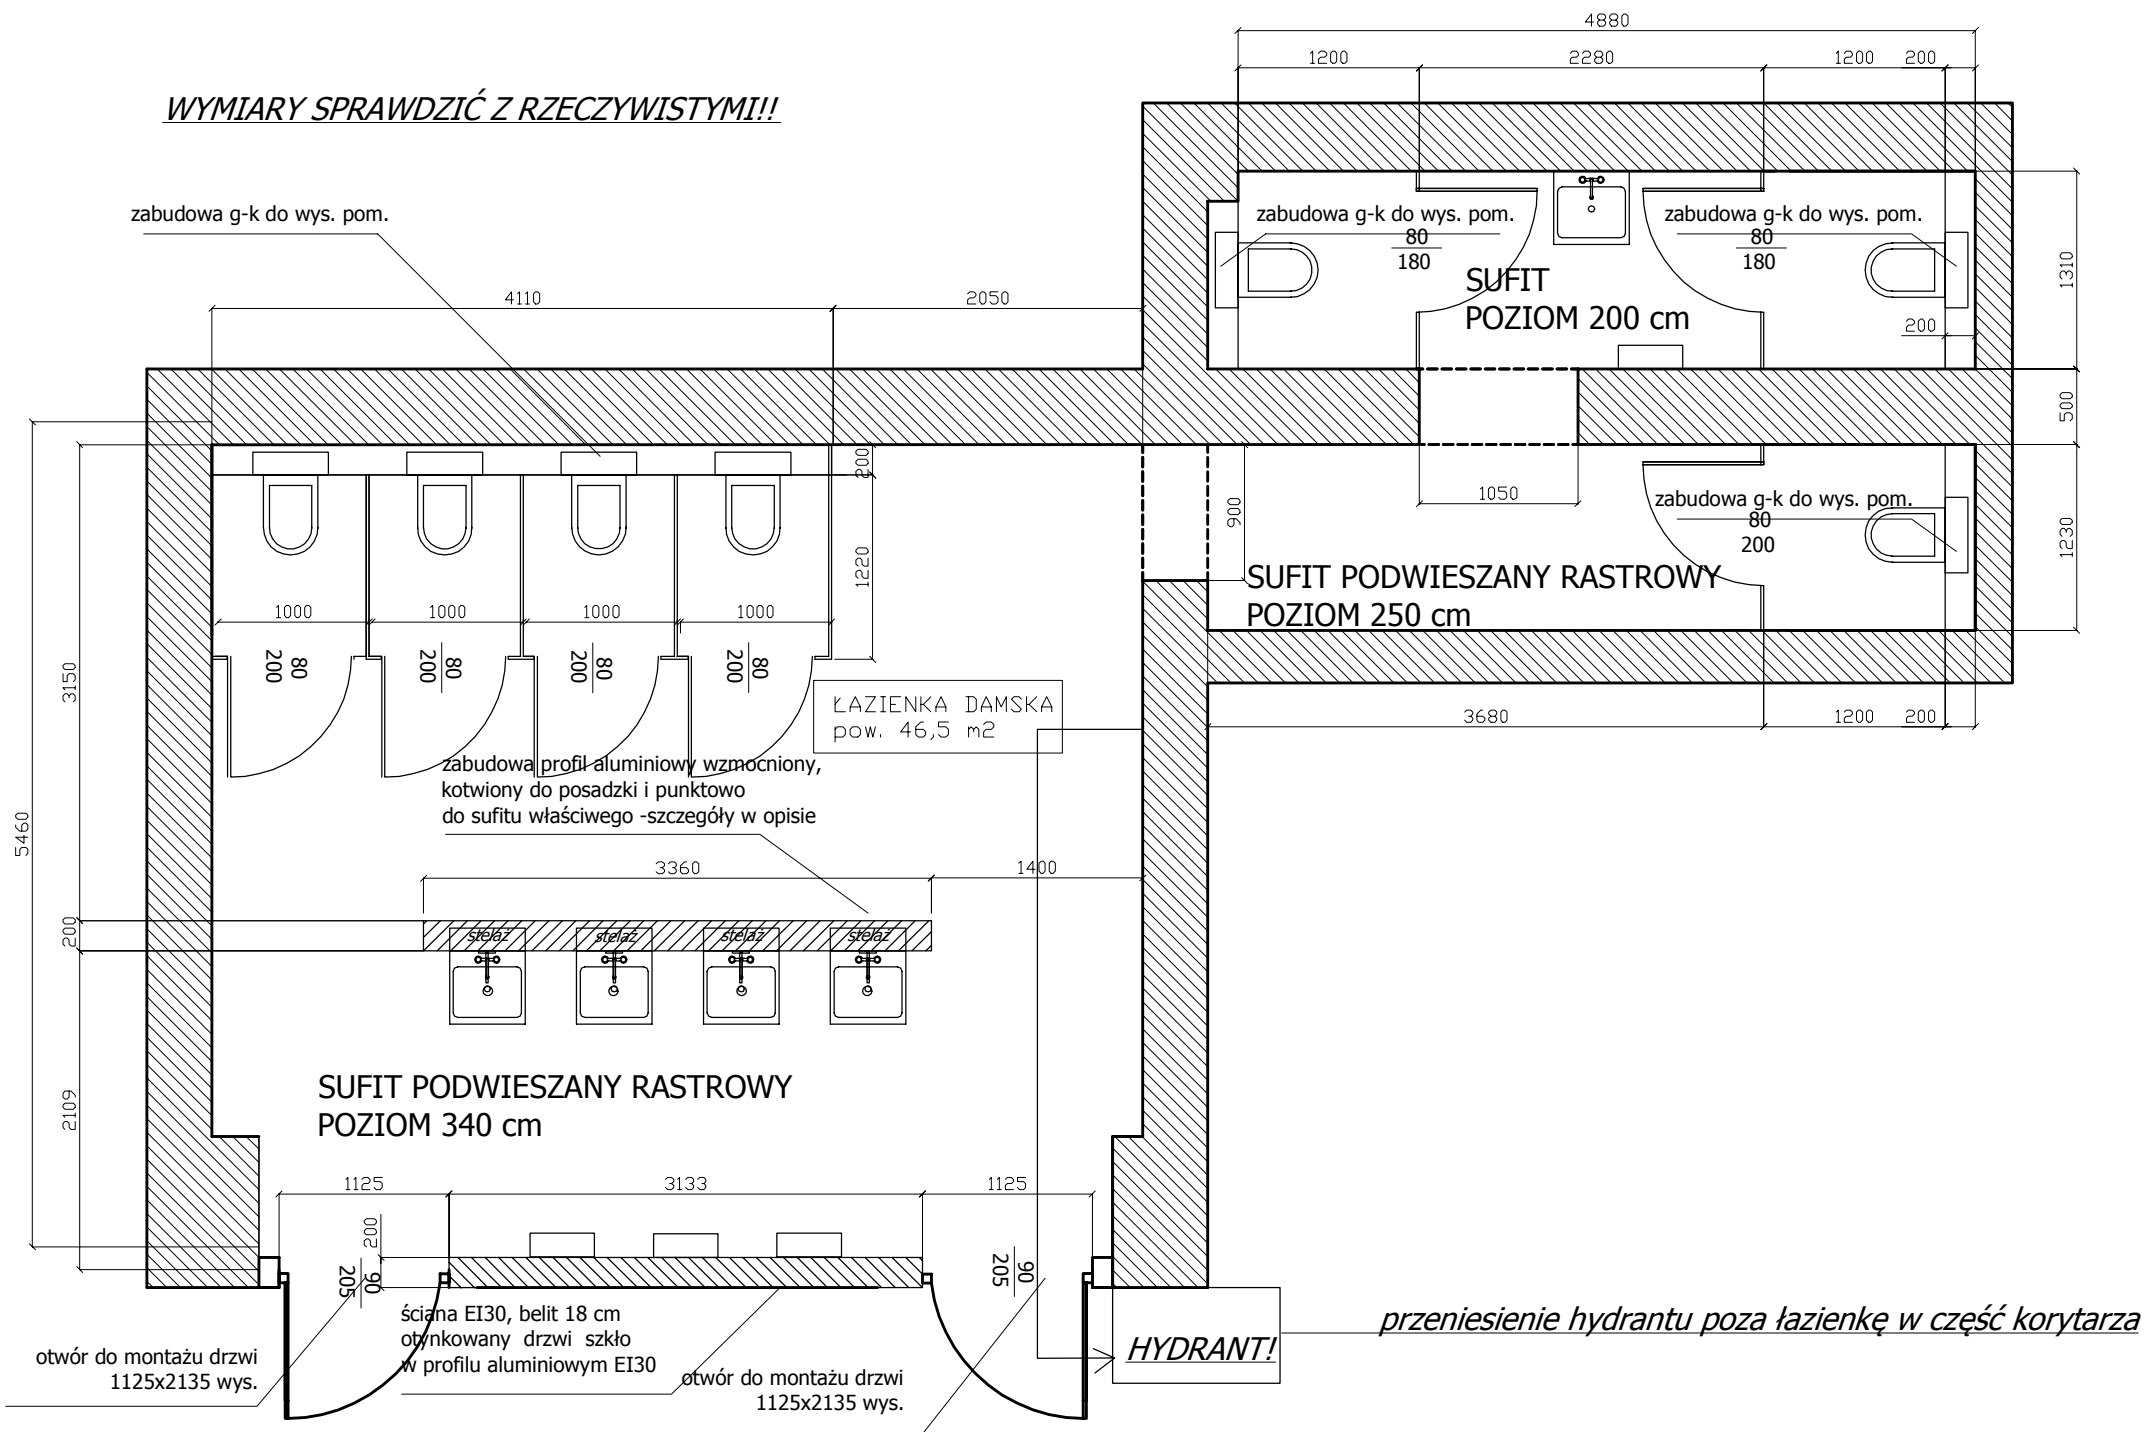 4880
1200
2280
1200
200
WYMIARY SPRAWDZIĆ Z RZECZYWISTYMI!!
zabudowa g-k do wys. pom.
zabudowa g-k do wys. pom.
80
180
zabudowa g-k do wys. pom.
80
180
SUFIT
POZIOM 200 cm
1310
200
4110
2050
500
200
1220
900
1050
zabudowa g-k do wys. pom.
80
200
1230
SUFIT PODWIESZANY RASTROWY
POZIOM 250 cm
1000
1000
1000
1000
80
200
80
200
80
200
80
200
3150
5460
ŁAZIENKA DAMSKA
pow. 46,5 m2
3680
1200
200
zabudowa profil aluminiowy wzmocniony,
kotwiony do posadzki i punktowo
do sufitu właściwego -szczegóły w opisie
3360
1400
200
stelaż
stelaż
stelaż
stelaż
2109
SUFIT PODWIESZANY RASTROWY
POZIOM 340 cm
1125
3133
1125
200
90
205
90
205
ściana EI30, belit 18 cm
otynkowany drzwi szkło
w profilu aluminiowym EI30
otwór do montażu drzwi
1125x2135 wys.
otwór do montażu drzwi
1125x2135 wys.
HYDRANT!
przeniesienie hydrantu poza łazienkę w część korytarza